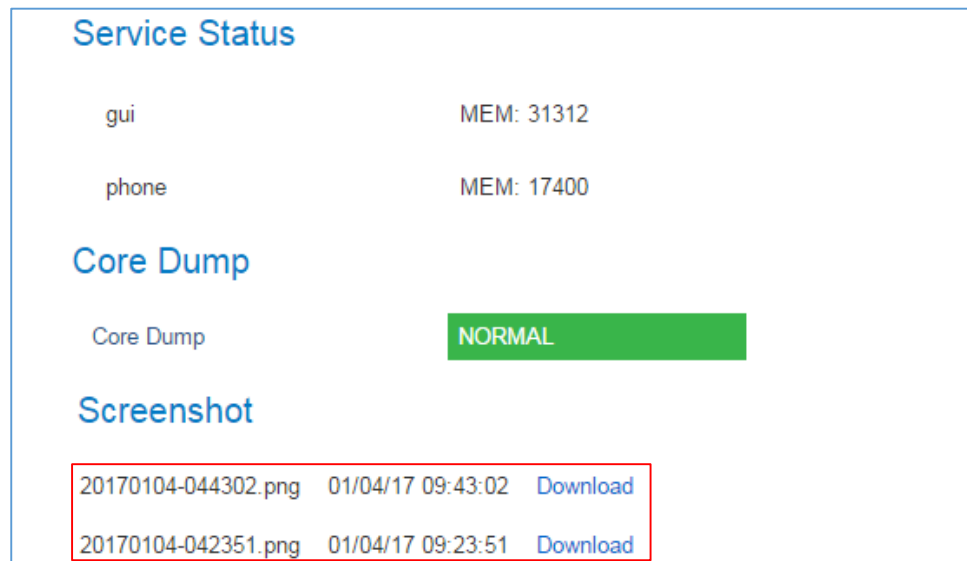 Service Status
gui MEM: 31312
phone MEM: 17400
Core Dump
Core Dump NORMAL
Screenshot
20170104-044302.png 01/04/17 09:43:02 Download
20170104-042351.png 01/04/17 09:23:51 Download